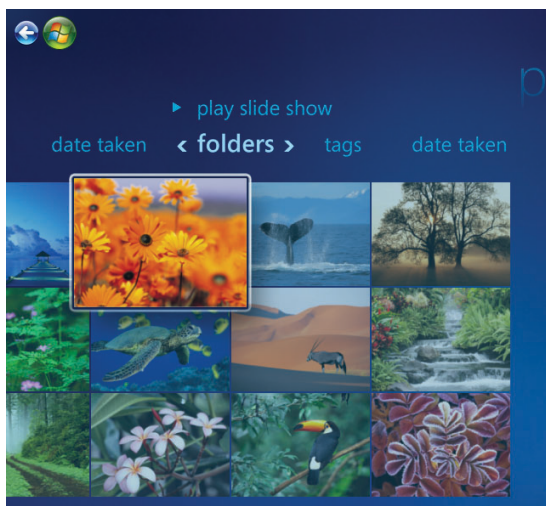 p
play slide show
date taken folders tags date taken